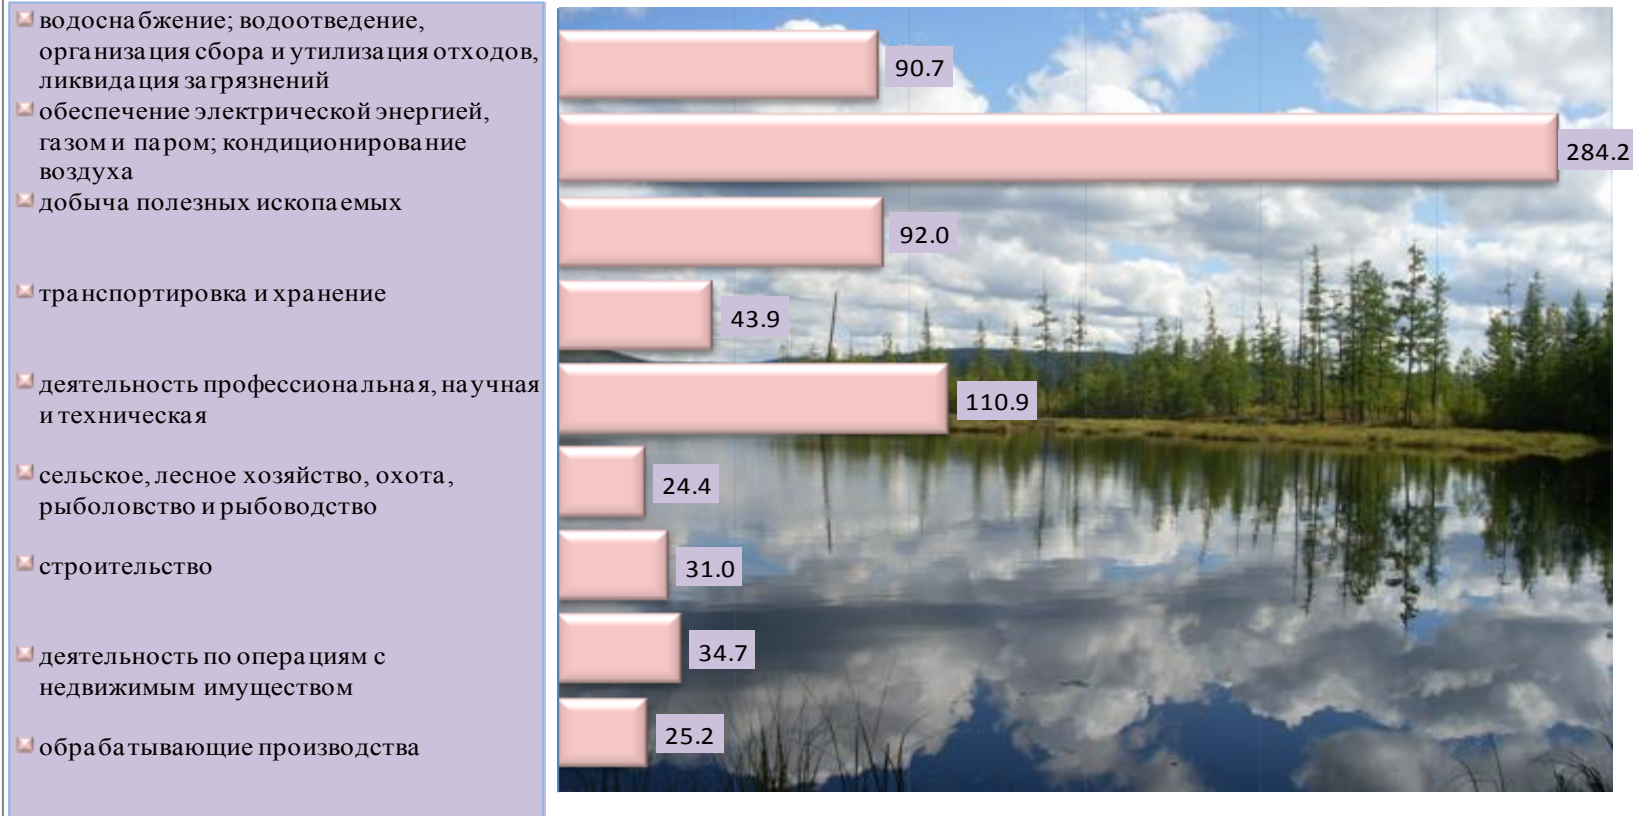 водоснабжение; водоотведение,
организация сбора и утилизация отходов,
ликвидация загрязнений
обеспечение электрической энергией,
газом и паром; кондиционирование
воздуха
добыча полезных ископаемых
транспортировка и хранение
деятельность профессиональная, научная
и техническая
сельское, лесное хозяйство, охота,
рыболовство и рыбоводство
строительство
деятельность по операциям с
недвижимым имуществом
обрабатывающие производства
90.7
284.2
92.0
43.9
110.9
24.4
31.0
34.7
25.2